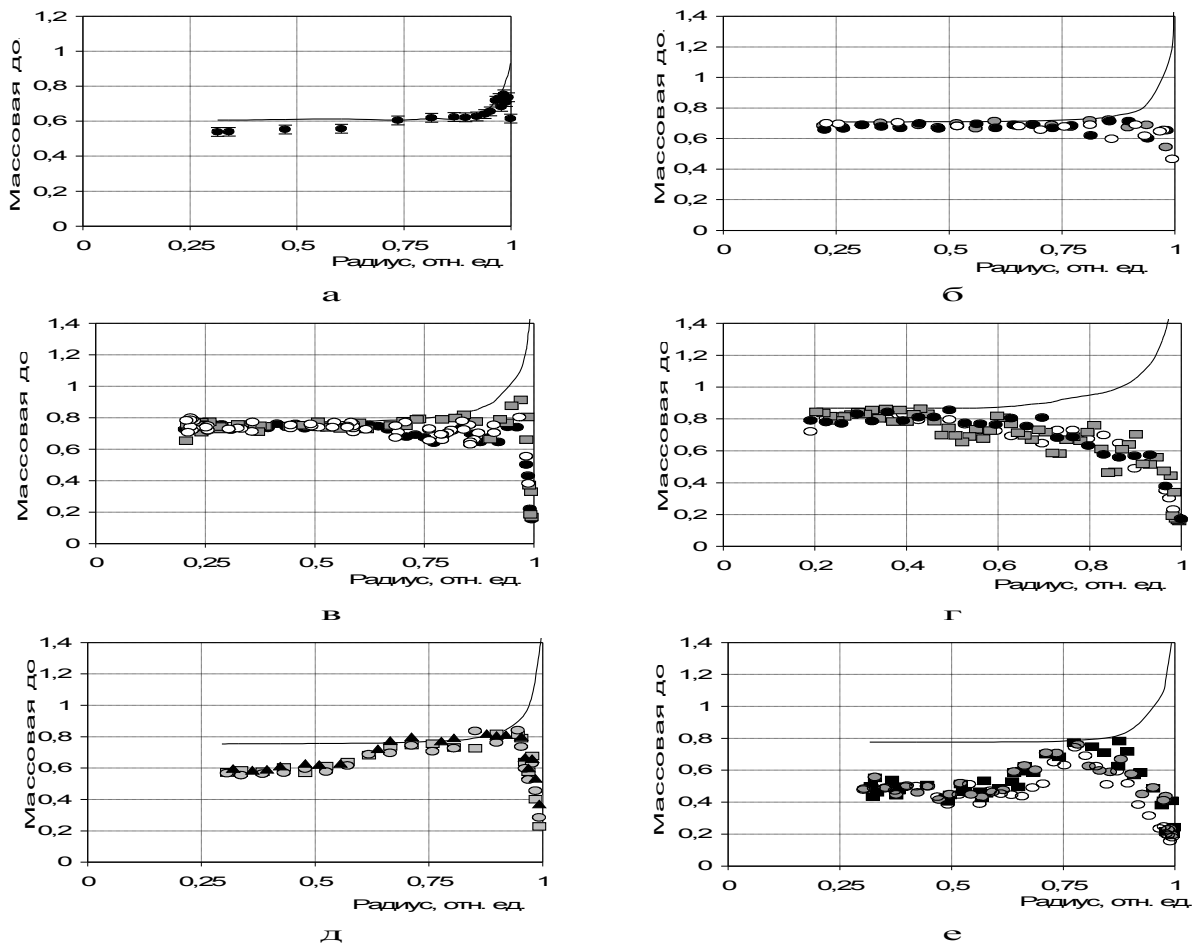 Массовая до.
1,2
1
0,8
0,6
0,4
0,2
0
0 0,25 0,5 0,75 1
Радиус, отн. ед.
а
Массовая до.
1,4
1,2
1
0,8
0,6
0,4
0,2
0
0 0,25 0,5 0,75 1
Радиус, отн. ед.
б
Массовая до
1,4
1,2
1
0,8
0,6
0,4
0,2
0
0 0,25 0,5 0,75 1
Радиус, отн. ед.
в
Массовая до
1,4
1,2
1
0,8
0,6
0,4
0,2
0
0 0,2 0,4 0,6 0,8 1
Радиус, отн. ед.
г
Массовая до
1,4
1,2
1
0,8
0,6
0,4
0,2
0
0 0,25 0,5 0,75 1
Радиус, отн. ед.
д
Массовая до
1,4
1,2
1
0,8
0,6
0,4
0,2
0
0 0,25 0,5 0,75 1
Радиус, отн. ед.
е